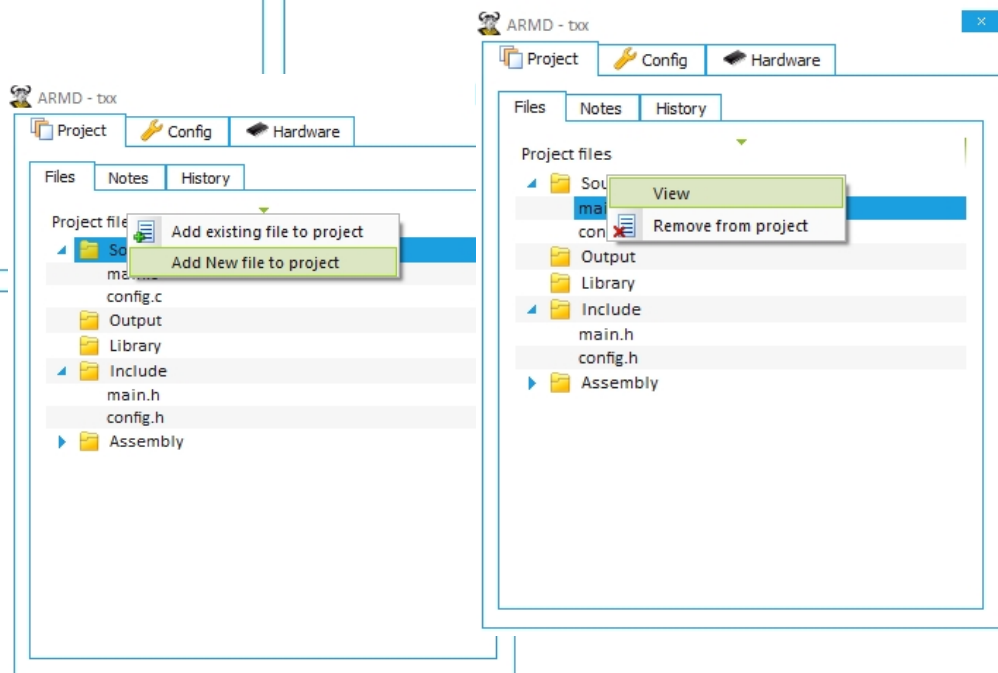 ARMD - txx
Project Config Hardware
Files Notes History
Project file
Add existing file to project
Add New file to project
config.c
Output
Library
Include
main.h
config.h
Assembly
ARMD - txx
Project Config Hardware
Files Notes History
Project files
View
Remove from project
Output
Library
Include
main.h
config.h
Assembly